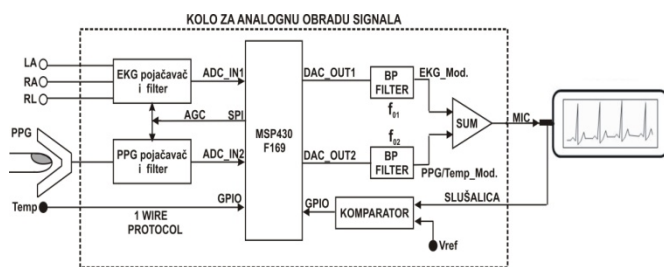 KOLO ZA ANALOGNU OBRADU SIGNALA
LA
RA
RL
EKG pojačavač
i filter
ADC_IN1
AGC
SPI
PPG
PPG pojačavač
i filter
ADC_IN2
Temp
1 WIRE
PROTOCOL
GPIO
MSP430
F169
DAC_OUT1
BP
FILTER
EKG_Mod.
f01
f02
DAC_OUT2
BP
FILTER
PPG/Temp_Mod.
SUM
MIC
GPIO
KOMPARATOR
SLUŠALICA
Vref